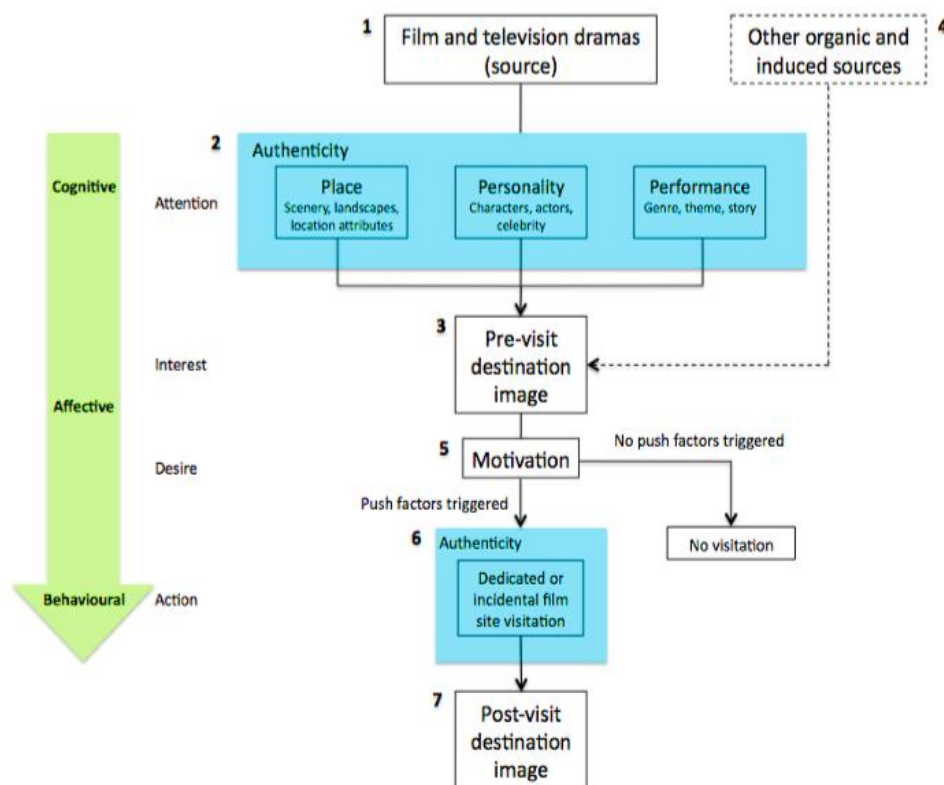 1
Film and television dramas
(source)
4
Other organic and
induced sources
2
Authenticity
Cognitive
Attention
Place
Scenery, landscapes,
location attributes
Personality
Characters, actors,
celebrity
Performance
Genre, theme, story
3
Pre-visit
destination
image
Interest
Affective
5
Motivation
No push factors triggered
Desire
Push factors triggered
6
Authenticity
No visitation
Dedicated or
incidental film
site visitation
Behavioural
Action
7
Post-visit
destination
image